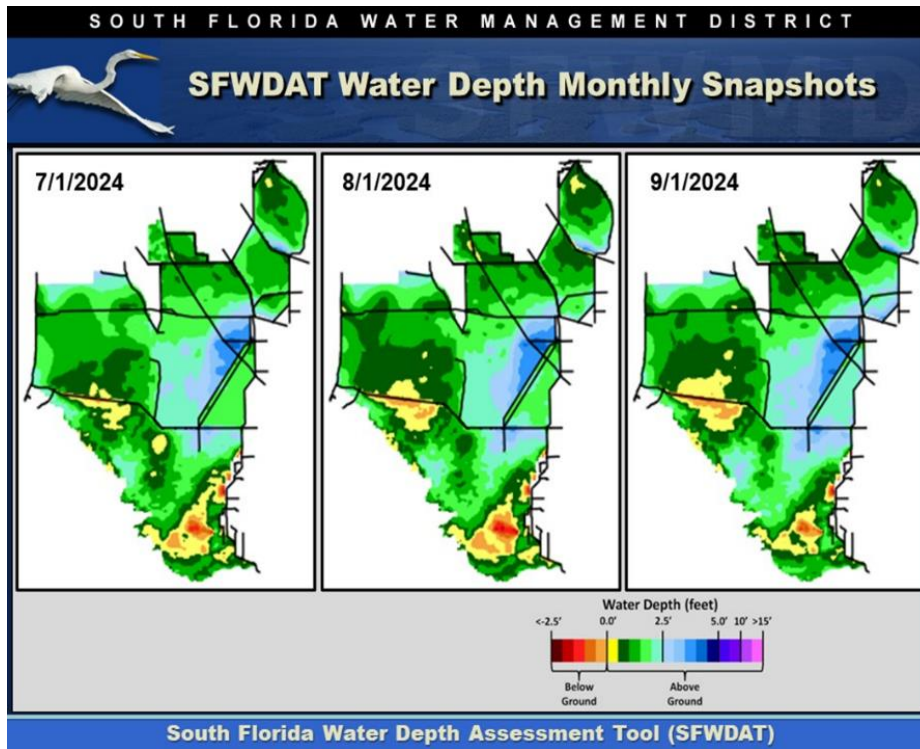 SOUTH FLORIDA WATER MANAGEMENT DISTRICT
SFWDAT Water Depth Monthly Snapshots
SFWMD
7/1/2024
8/1/2024
9/1/2024
Water Depth (feet)
<-2.5' 0.0' 2.5' 5.0' 10' >15'
Below Above
Ground Ground
South Florida Water Depth Assessment Tool (SFWDAT)